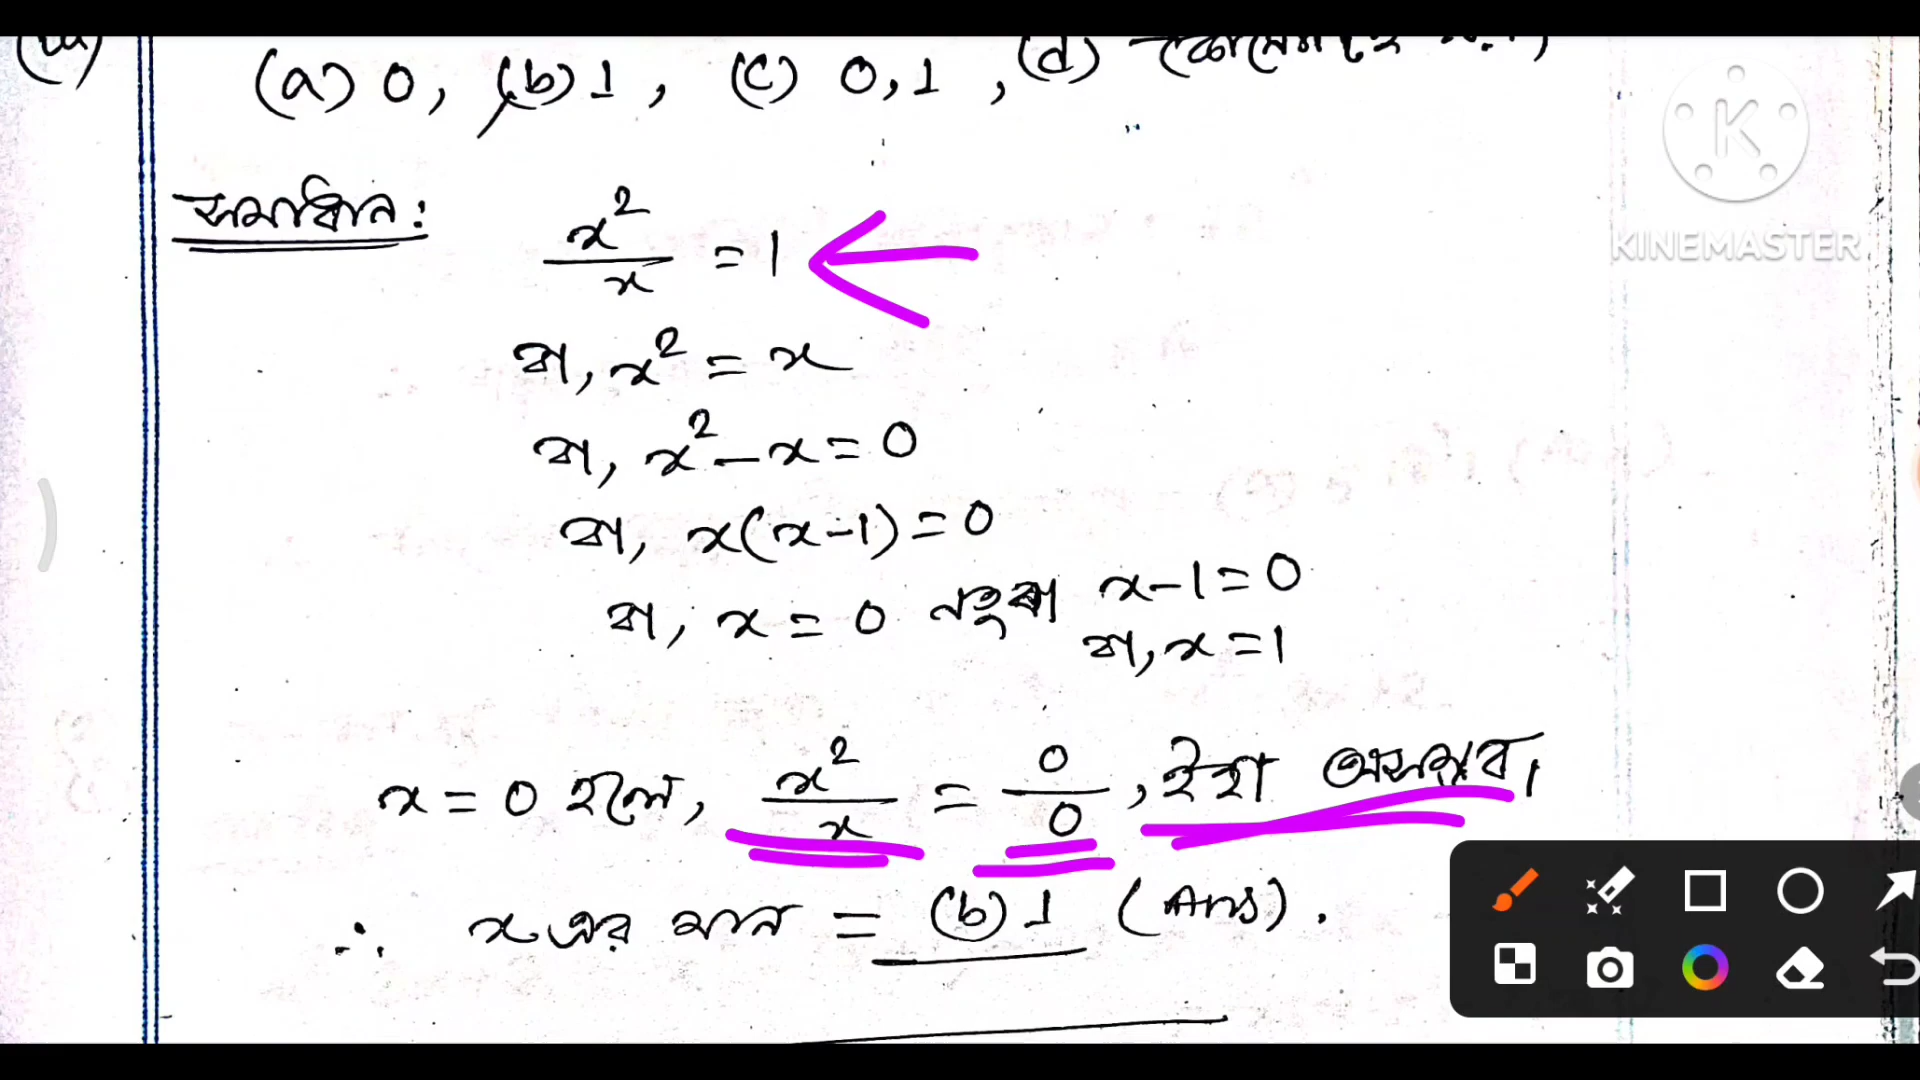 (a) 0, (b) 1, (c) 0, 1, (d)
সমাধান:
x²/x = 1
বা, x² = x
বা, x² - x = 0
বা, x(x-1) = 0
বা, x = 0 নতুবা x-1 = 0
বা, x = 1
x = 0 হলে, x²/x = 0/0, ইহা অসম্ভব।
∴ x এর মান = (b) 1 (Ans).
KINEMASTER